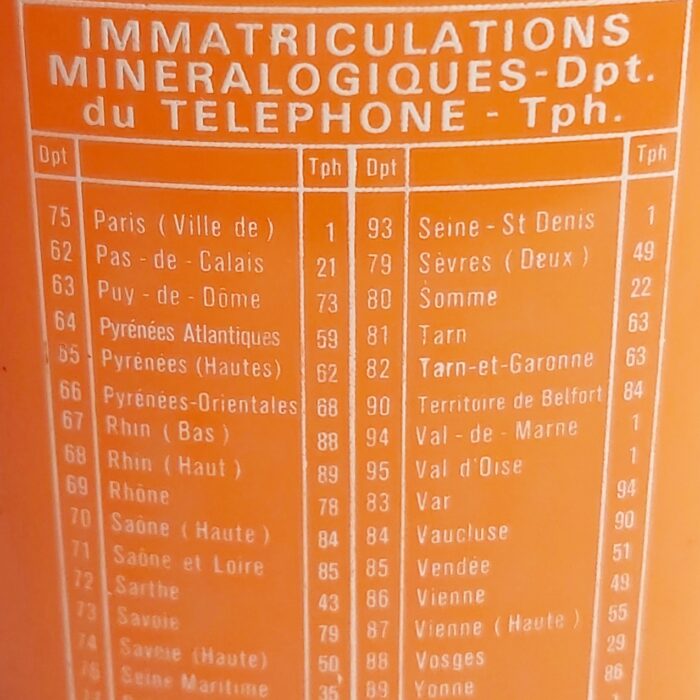 IMMATRICULATIONS
MINERALOGIQUES-Dpt.
du TELEPHONE - Tph.
Dpt Tph Dpt Tph
75 Paris ( Ville de ) 1 93 Seine - St Denis 1
62 Pas - de - Calais 21 79 Sèvres ( Deux ) 49
63 Puy - de - Dôme 73 80 Somme 22
64 Pyrénées Atlantiques 59 81 Tarn 63
65 Pyrènées (Hautes) 62 82 Tarn-et-Garonne 63
66 Pyrénées-Orientales 68 90 Territoire de Belfort 84
67 Rhin ( Bas ) 88 94 Val - de - Marne 1
68 Rhin ( Haut ) 89 95 Val d'Oise 1
69 Rhône 78 83 Var 94
70 Saône ( Haute ) 84 84 Vaucluse 90
71 Saône et Loire 85 85 Vendée 51
72 Sarthe 43 86 Vienne 49
73 Savoie 79 87 Vienne ( Haute ) 55
74 Savoie (Haute) 50 88 Vosges 29
76 Seine Maritime 35 89 Yonne 86